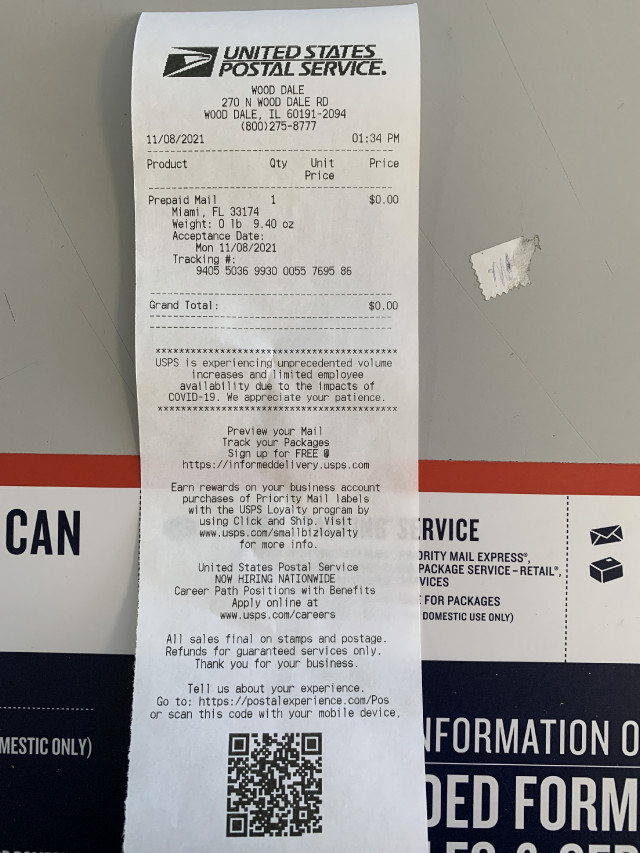 UNITED STATES
POSTAL SERVICE®
WOOD DALE
270 N WOOD DALE RD
WOOD DALE, IL 60191-2094
(800)275-8777
11/08/2021 01:34 PM
Product Qty Unit Price
Price
Prepaid Mail 1 $0.00
Miami, FL 33174
Weight: 0 lb 9.40 oz
Acceptance Date:
Mon 11/08/2021
Tracking #:
9405 5036 9930 0055 7695 86
Grand Total: $0.00
******************************************
USPS is experiencing unprecedented volume
increases and limited employee
availability due to the impacts of
COVID-19. We appreciate your patience.
******************************************
Preview your Mail
Track your Packages
Sign up for FREE @
https://informeddelivery.usps.com
Earn rewards on your business account
purchases of Priority Mail labels
with the USPS Loyalty program by
using Click and Ship. Visit
www.usps.com/smallbizloyalty
for more info.
United States Postal Service
NOW HIRING NATIONWIDE
Career Path Positions with Benefits
Apply online at
www.usps.com/careers
All sales final on stamps and postage.
Refunds for guaranteed services only.
Thank you for your business.
Tell us about your experience.
Go to: https://postalexperience.com/Pos
or scan this code with your mobile device,
CAN
MESTIC ONLY)
SERVICE
ORITY MAIL EXPRESS®,
PACKAGE SERVICE – RETAIL®,
VICES
FOR PACKAGES
DOMESTIC USE ONLY)
NFORMATION O
DED FORM